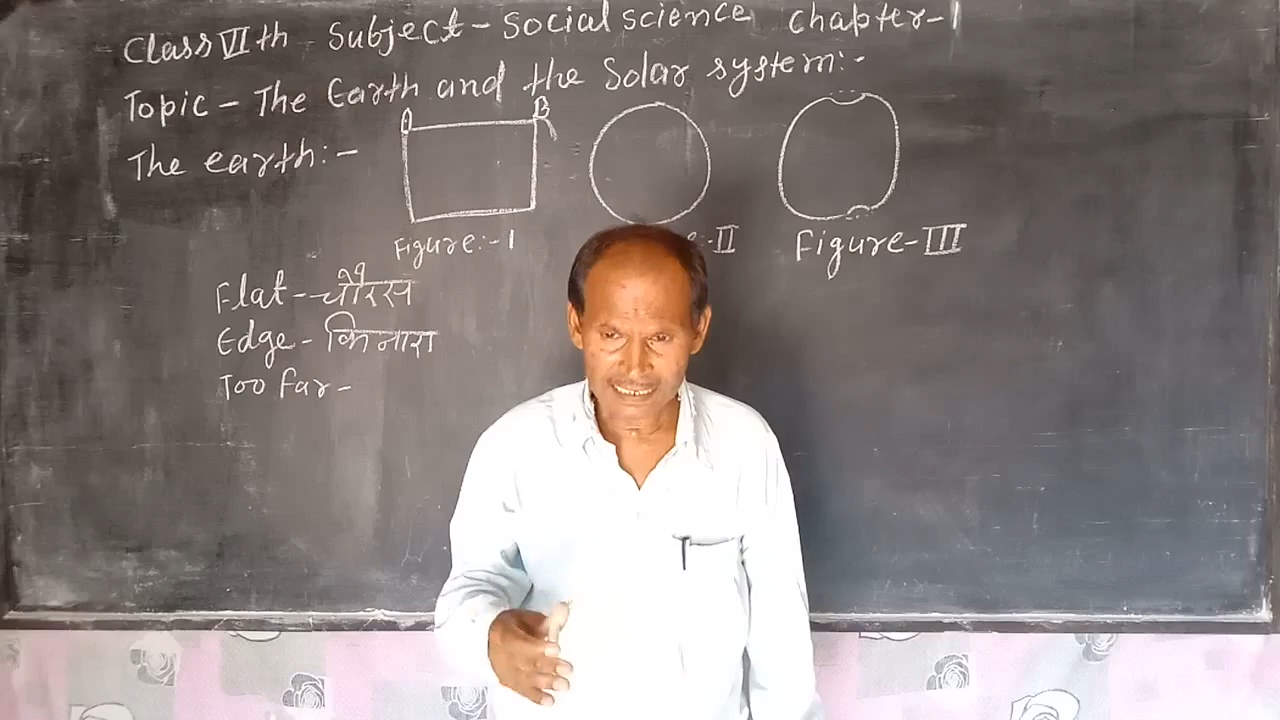 Class VI th Subject - Social science Chapter-1
Topic - The Earth and the Solar system:-
The earth:-
A B
Figure:-1 Figure-III
Flat - चौरस
Edge - किनारा
Too far -